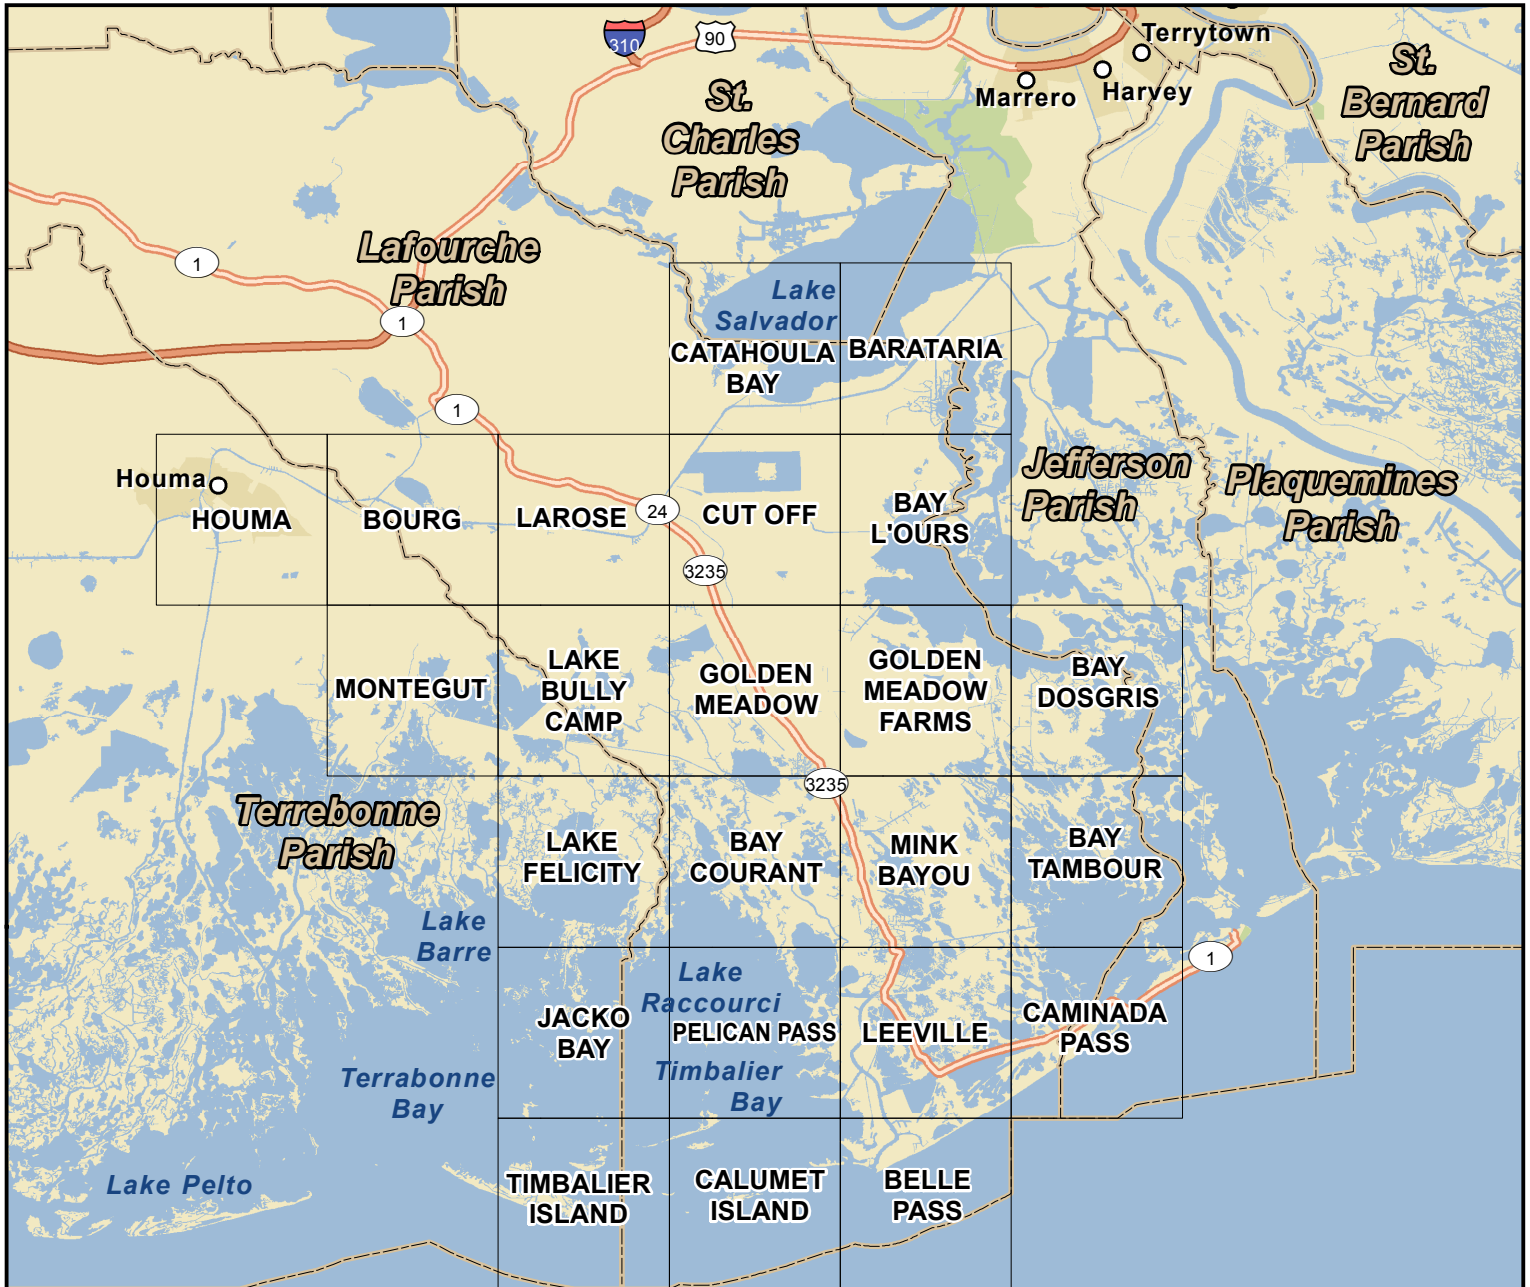 310
90
Terrytown
Marrero
Harvey
St.
Bernard
Parish
St.
Charles
Parish
Lafourche
Parish
1
1
Lake
Salvador
CATAHOULA
BAY
BARATARIA
1
Houma
HOUMA
BOURG
LAROSE
24
CUT OFF
BAY
L'OURS
Jefferson
Parish
Plaquemines
Parish
3235
MONTEGUT
LAKE
BULLY
CAMP
GOLDEN
MEADOW
GOLDEN
MEADOW
FARMS
BAY
DOSGRIS
3235
Terrebonne
Parish
LAKE
FELICITY
BAY
COURANT
MINK
BAYOU
BAY
TAMBOUR
Lake
Barre
1
Lake
Raccourci
JACKO
BAY
PELICAN PASS
LEEVILLE
CAMINADA
PASS
Terrabonne
Bay
Timbalier
Bay
Lake Pelto
TIMBALIER
ISLAND
CALUMET
ISLAND
BELLE
PASS